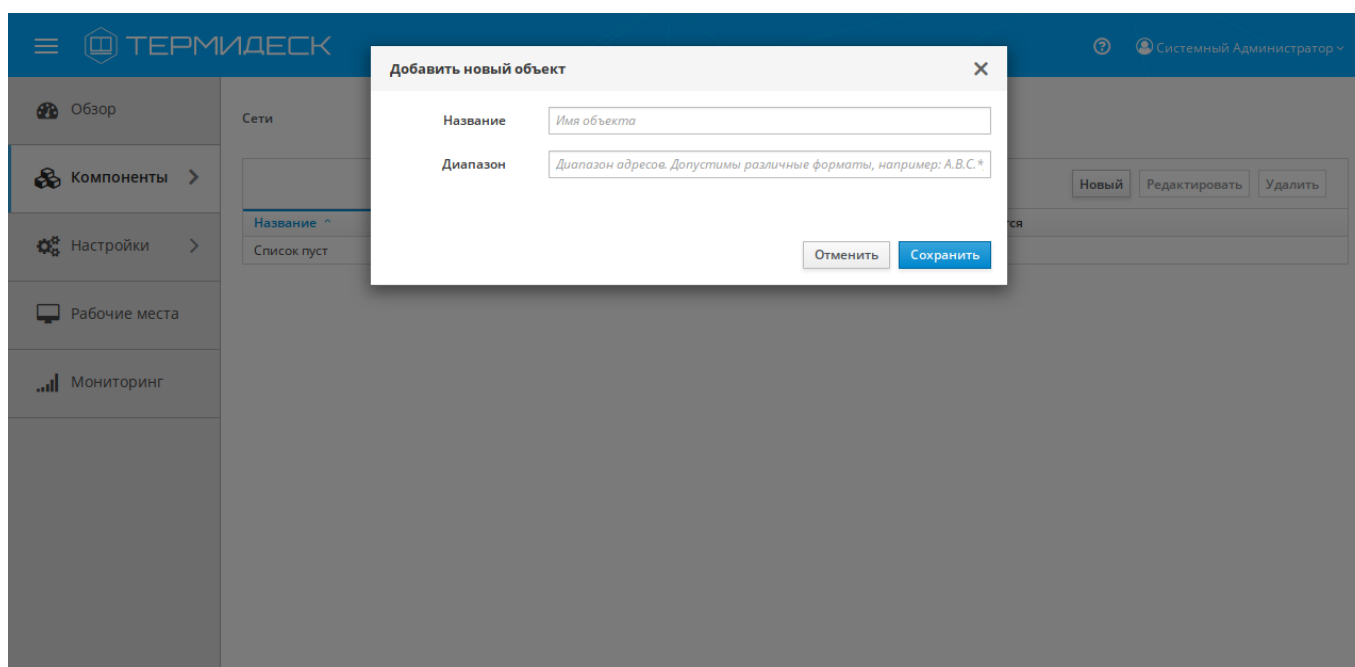 ТЕРМИДЕСК
Системный Администратор
Добавить новый объект
Название
Имя объекта
Диапазон
Диапазон адресов. Допустимы различные форматы, например: A.B.C.*
Отменить
Сохранить
Обзор
Компоненты
Настройки
Рабочие места
Мониторинг
Сети
Новый
Редактировать
Удалить
Название
Список пуст